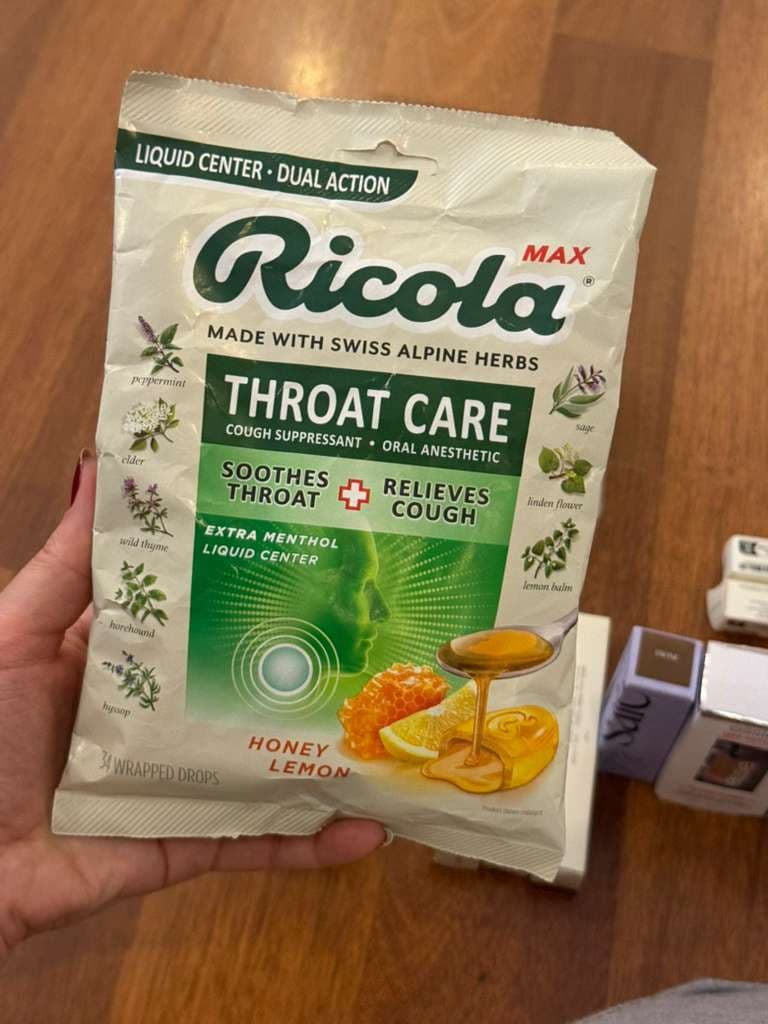 LIQUID CENTER • DUAL ACTION
Ricola MAX ®
MADE WITH SWISS ALPINE HERBS
THROAT CARE
COUGH SUPPRESSANT • ORAL ANESTHETIC
SOOTHES THROAT
RELIEVES COUGH
EXTRA MENTHOL
LIQUID CENTER
peppermint
elder
wild thyme
horehound
hyssop
sage
linden flower
lemon balm
HONEY
LEMON
34 WRAPPED DROPS